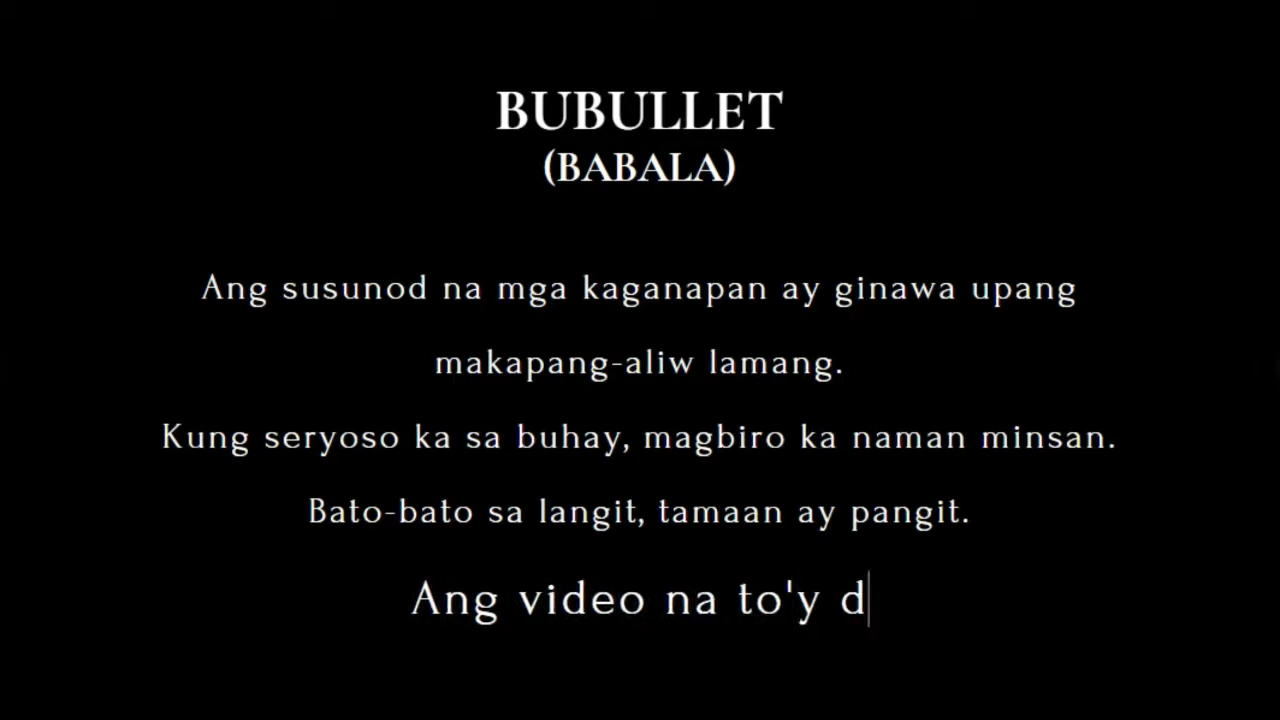 BUBULLET
(BABALA)
Ang susunod na mga kaganapan ay ginawa upang
makapang-aliw lamang.
Kung seryoso ka sa buhay, magbiro ka naman minsan.
Bato-bato sa langit, tamaan ay pangit.
Ang video na to'y d